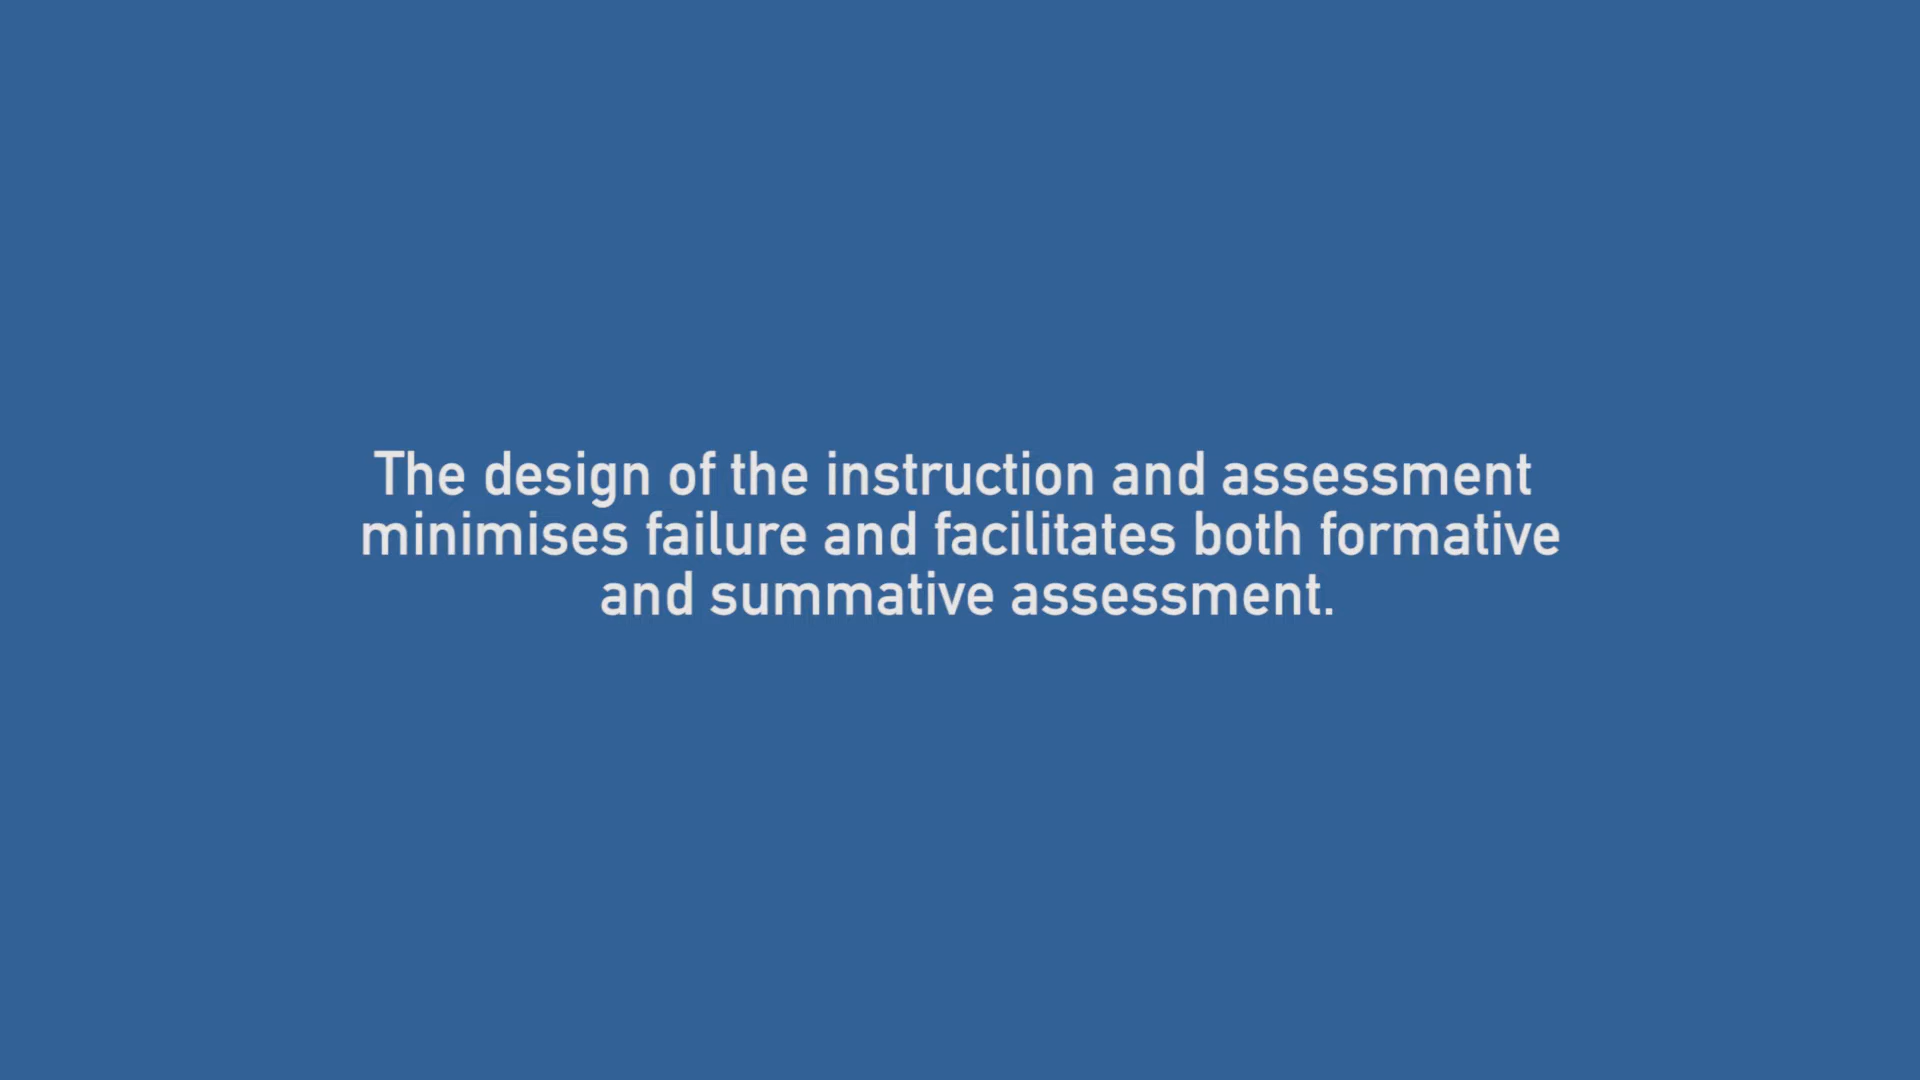 The design of the instruction and assessment
minimises failure and facilitates both formative
and summative assessment.